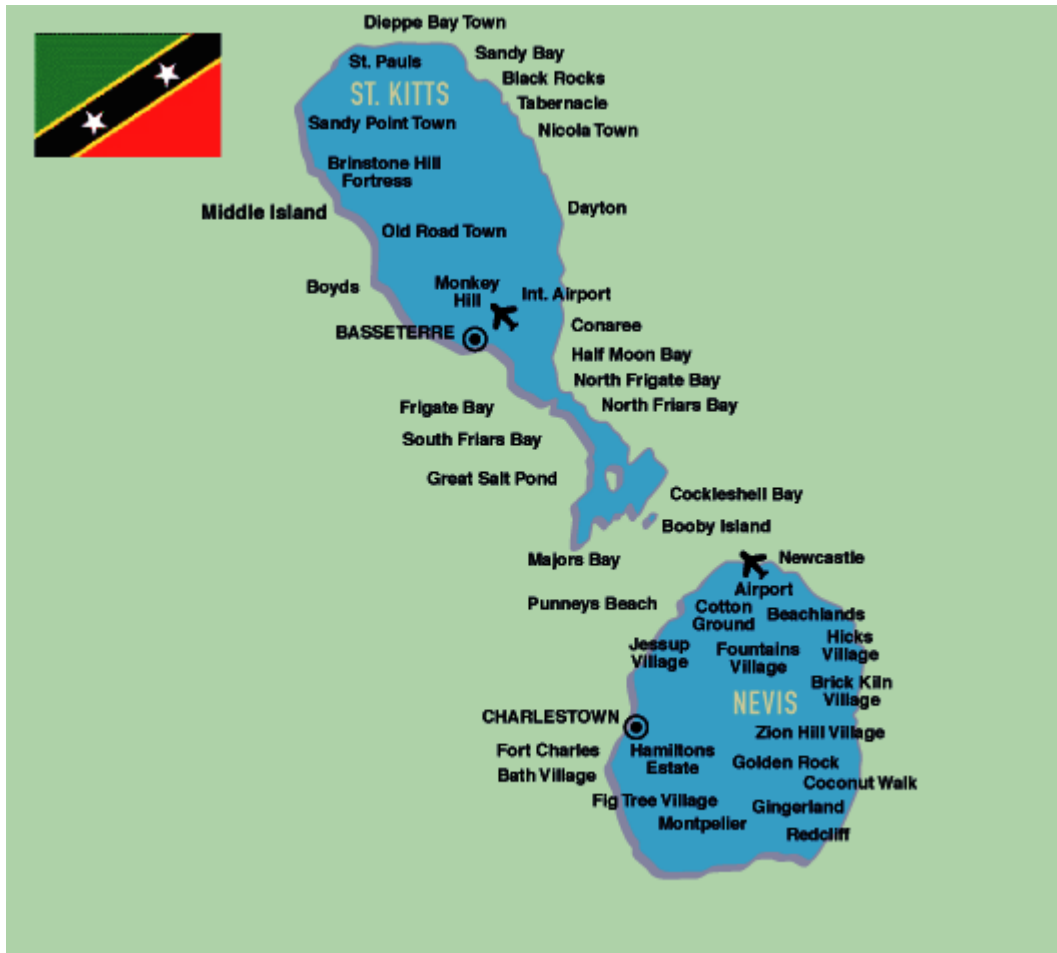 Dieppe Bay Town
Sandy Bay
St. Pauls
Black Rocks
ST. KITTS
Tabernacle
Sandy Point Town
Nicola Town
Brinstone Hill
Fortress
Middle Island
Dayton
Old Road Town
Monkey
Hill
Boyds
Int. Airport
Conaree
BASSETERRE
Half Moon Bay
North Frigate Bay
North Friars Bay
Frigate Bay
South Friars Bay
Great Salt Pond
Cockleshell Bay
Booby Island
Majors Bay
Newcastle
Airport
Punneys Beach
Cotton
Ground
Beachlands
Hicks
Village
Jessup
Village
Fountains
Village
Brick Kiln
Village
NEVIS
CHARLESTOWN
Zion Hill Village
Fort Charles
Hamiltons
Estate
Golden Rock
Bath Village
Coconut Walk
Fig Tree Village
Gingerland
Montpelier
Redcliff